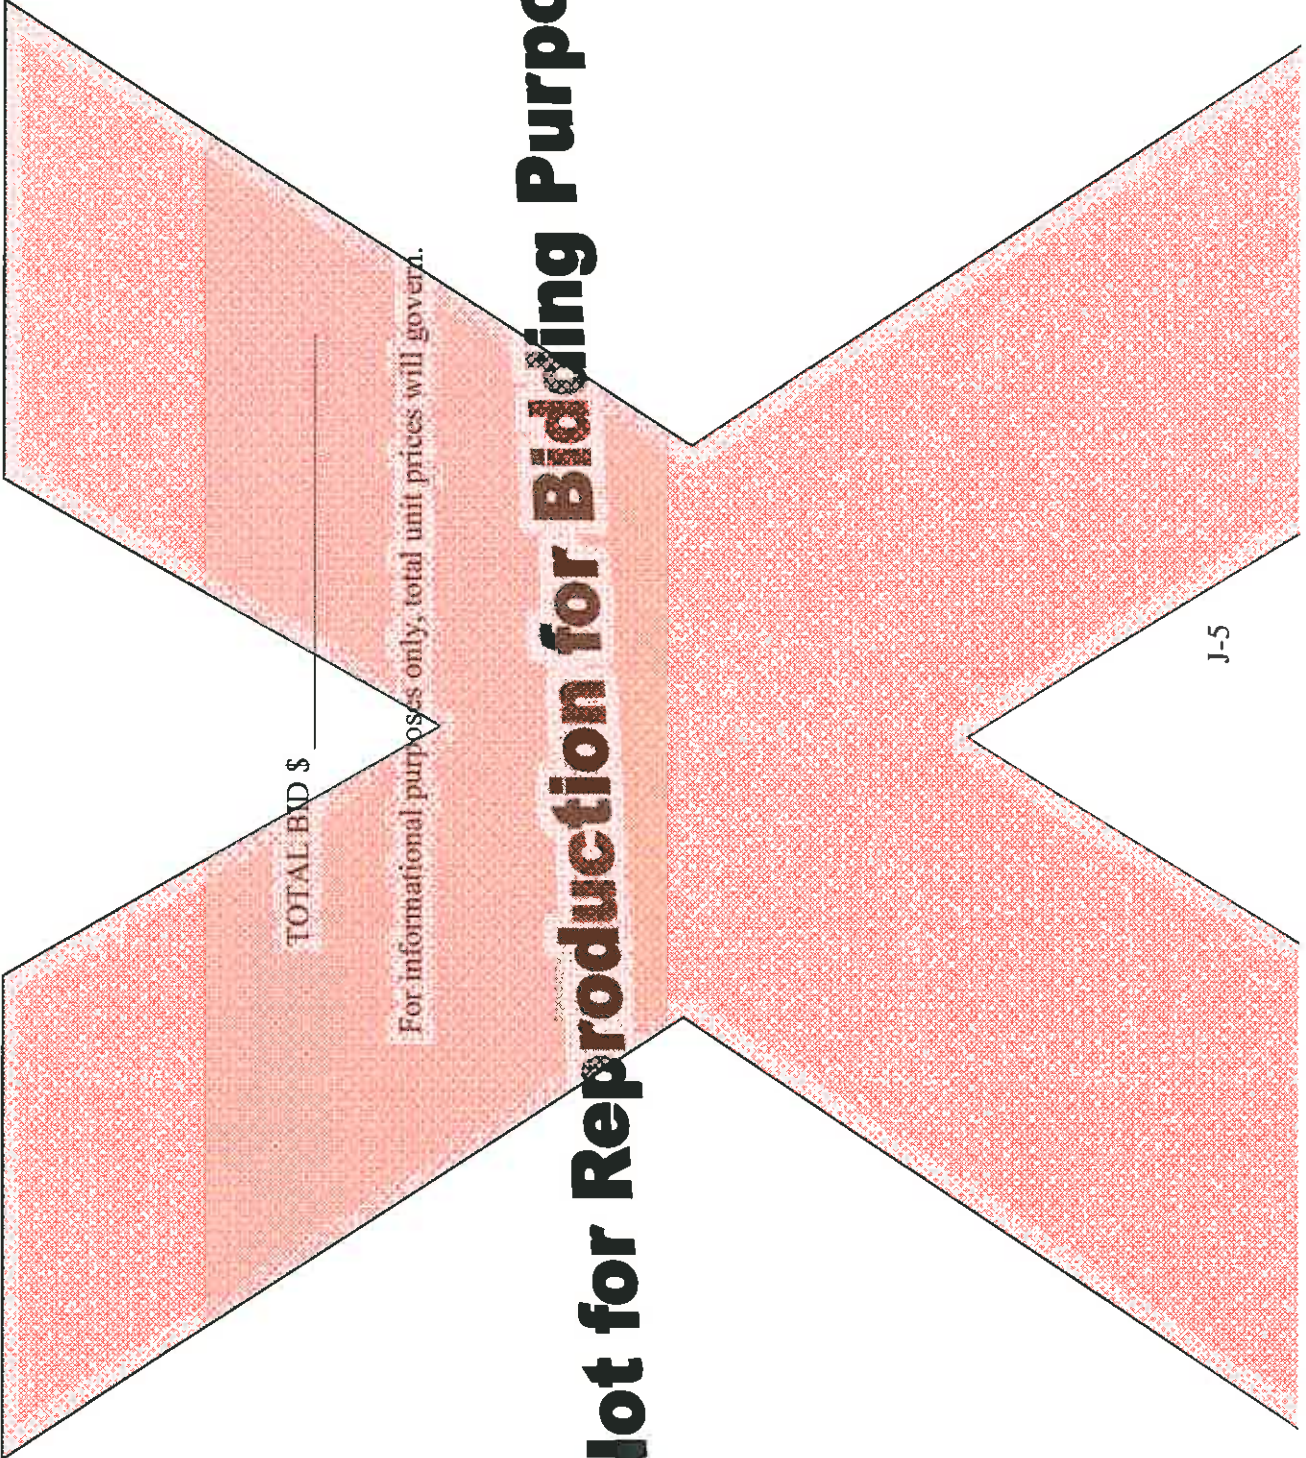 TOTAL BID $
For informational purposes only, total unit prices will govern.
lot for Reproduction for Bidding Purpo
J-5